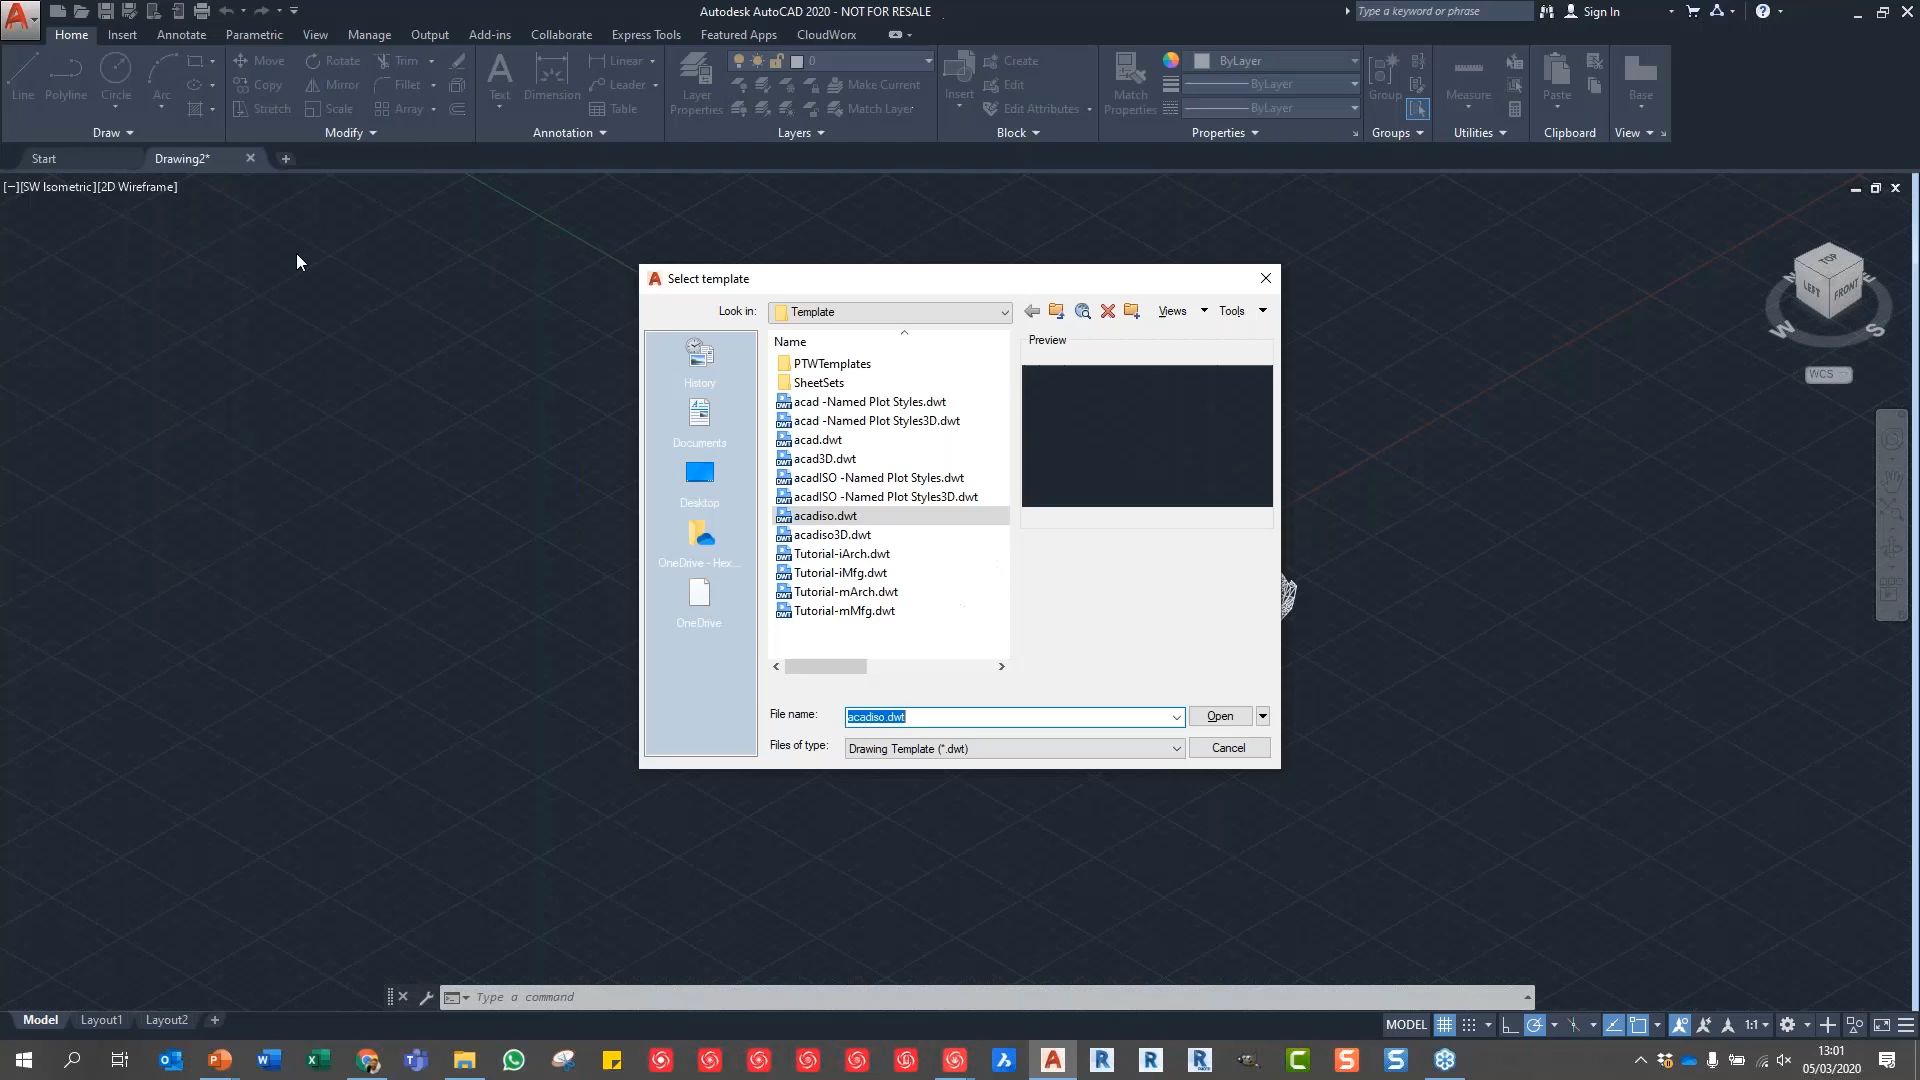 Autodesk AutoCAD 2020 - NOT FOR RESALE
Type a keyword or phrase
Sign In
Home Insert Annotate Parametric View Manage Output Add-ins Collaborate Express Tools Featured Apps CloudWorx
Line Polyline Circle Arc
Move Rotate Trim
Copy Mirror Fillet
Stretch Scale Array
Text Dimension
Linear
Leader
Table
Layer Properties
0
Make Current
Match Layer
Insert
Create
Edit
Edit Attributes
Match Properties
ByLayer
ByLayer
ByLayer
Group
Measure
Paste
Base
Draw Modify Annotation Layers Block Properties Groups Utilities Clipboard View
Start Drawing2*
[−][SW Isometric][2D Wireframe]
TOP
LEFT FRONT
N E
W S
WCS
Select template
Look in: Template
Views Tools
History
Documents
Desktop
OneDrive - Hex...
OneDrive
Name
PTWTemplates
SheetSets
acad -Named Plot Styles.dwt
acad -Named Plot Styles3D.dwt
acad.dwt
acad3D.dwt
acadISO -Named Plot Styles.dwt
acadISO -Named Plot Styles3D.dwt
acadiso.dwt
acadiso3D.dwt
Tutorial-iArch.dwt
Tutorial-iMfg.dwt
Tutorial-mArch.dwt
Tutorial-mMfg.dwt
Preview
File name: acadiso.dwt Open
Files of type: Drawing Template (*.dwt) Cancel
Type a command
Model Layout1 Layout2
MODEL 1:1
13:01
05/03/2020